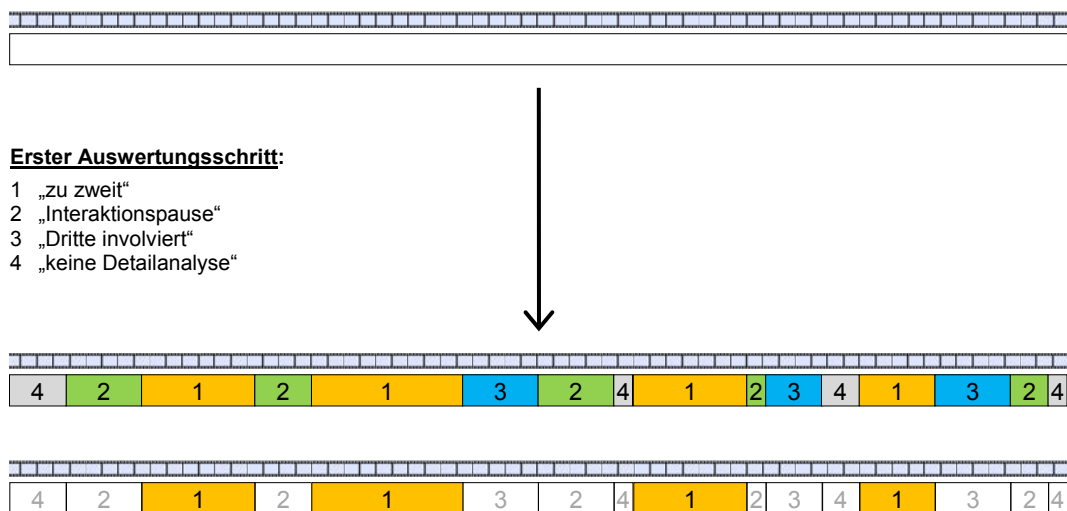 Erster Auswertungsschritt:
1 „zu zweit“
2 „Interaktionspause“
3 „Dritte involviert“
4 „keine Detailanalyse“
4 2 1 2 1 3 2 4 1 2 3 4 1 3 2 4
4 2 1 2 1 3 2 4 1 2 3 4 1 3 2 4